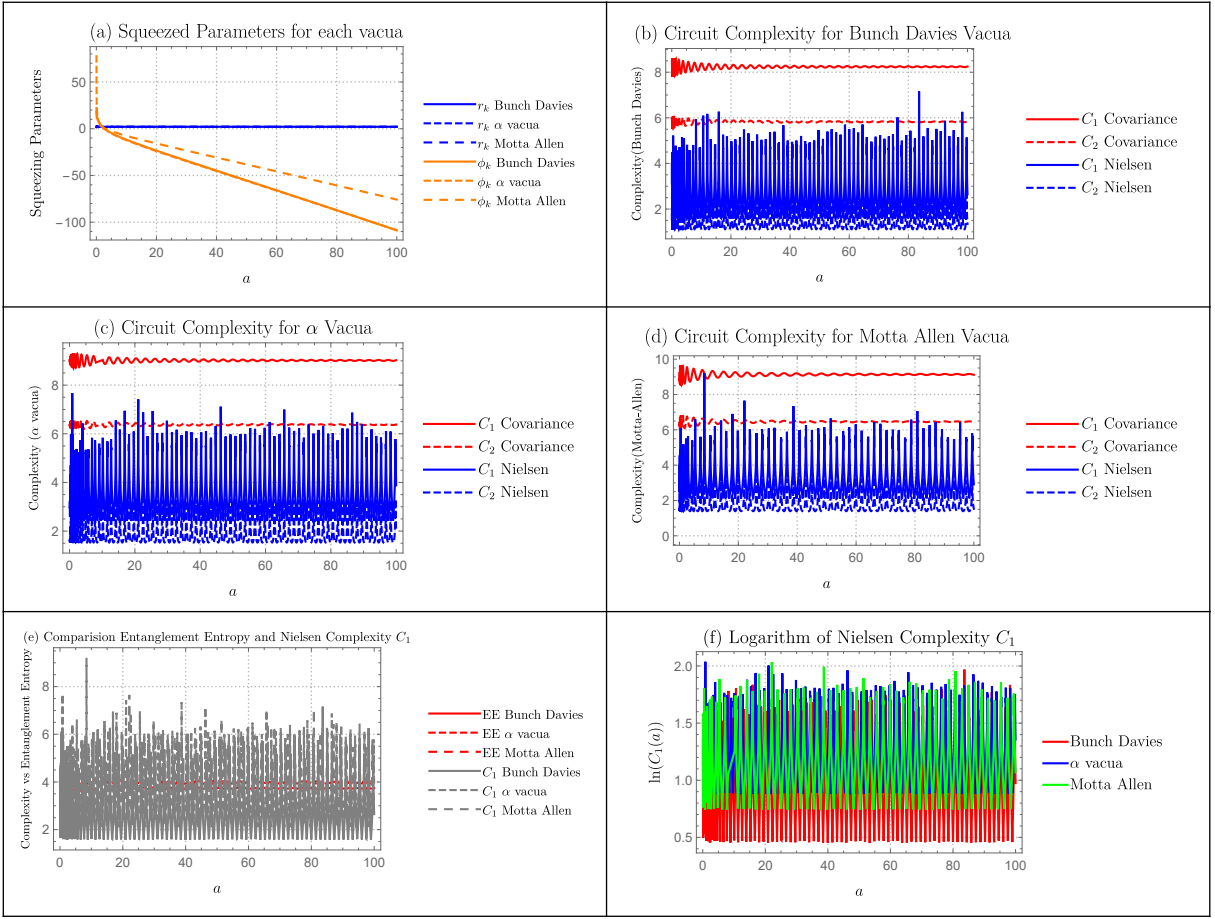 (a) Squeezed Parameters for each vacua
Squeezing Parameters
50
0
−50
−100
0 20 40 60 80 100
a
r_k Bunch Davies
r_k α vacua
r_k Motta Allen
ϕ_k Bunch Davies
ϕ_k α vacua
ϕ_k Motta Allen
(b) Circuit Complexity for Bunch Davies Vacua
Complexity(Bunch Davies)
8
6
4
2
0 20 40 60 80 100
a
C_1 Covariance
C_2 Covariance
C_1 Nielsen
C_2 Nielsen
(c) Circuit Complexity for α Vacua
Complexity (α vacua)
8
6
4
2
0 20 40 60 80 100
a
C_1 Covariance
C_2 Covariance
C_1 Nielsen
C_2 Nielsen
(d) Circuit Complexity for Motta Allen Vacua
Complexity(Motta-Allen)
10
8
6
4
2
0
0 20 40 60 80 100
a
C_1 Covariance
C_2 Covariance
C_1 Nielsen
C_2 Nielsen
(e) Comparision Entanglement Entropy and Nielsen Complexity C_1
Complexity vs Entanglement Entropy
8
6
4
2
0 20 40 60 80 100
a
EE Bunch Davies
EE α vacua
EE Motta Allen
C_1 Bunch Davies
C_1 α vacua
C_1 Motta Allen
(f) Logarithm of Nielsen Complexity C_1
ln(C_1(a))
2.0
1.5
1.0
0.5
0 20 40 60 80 100
a
Bunch Davies
α vacua
Motta Allen